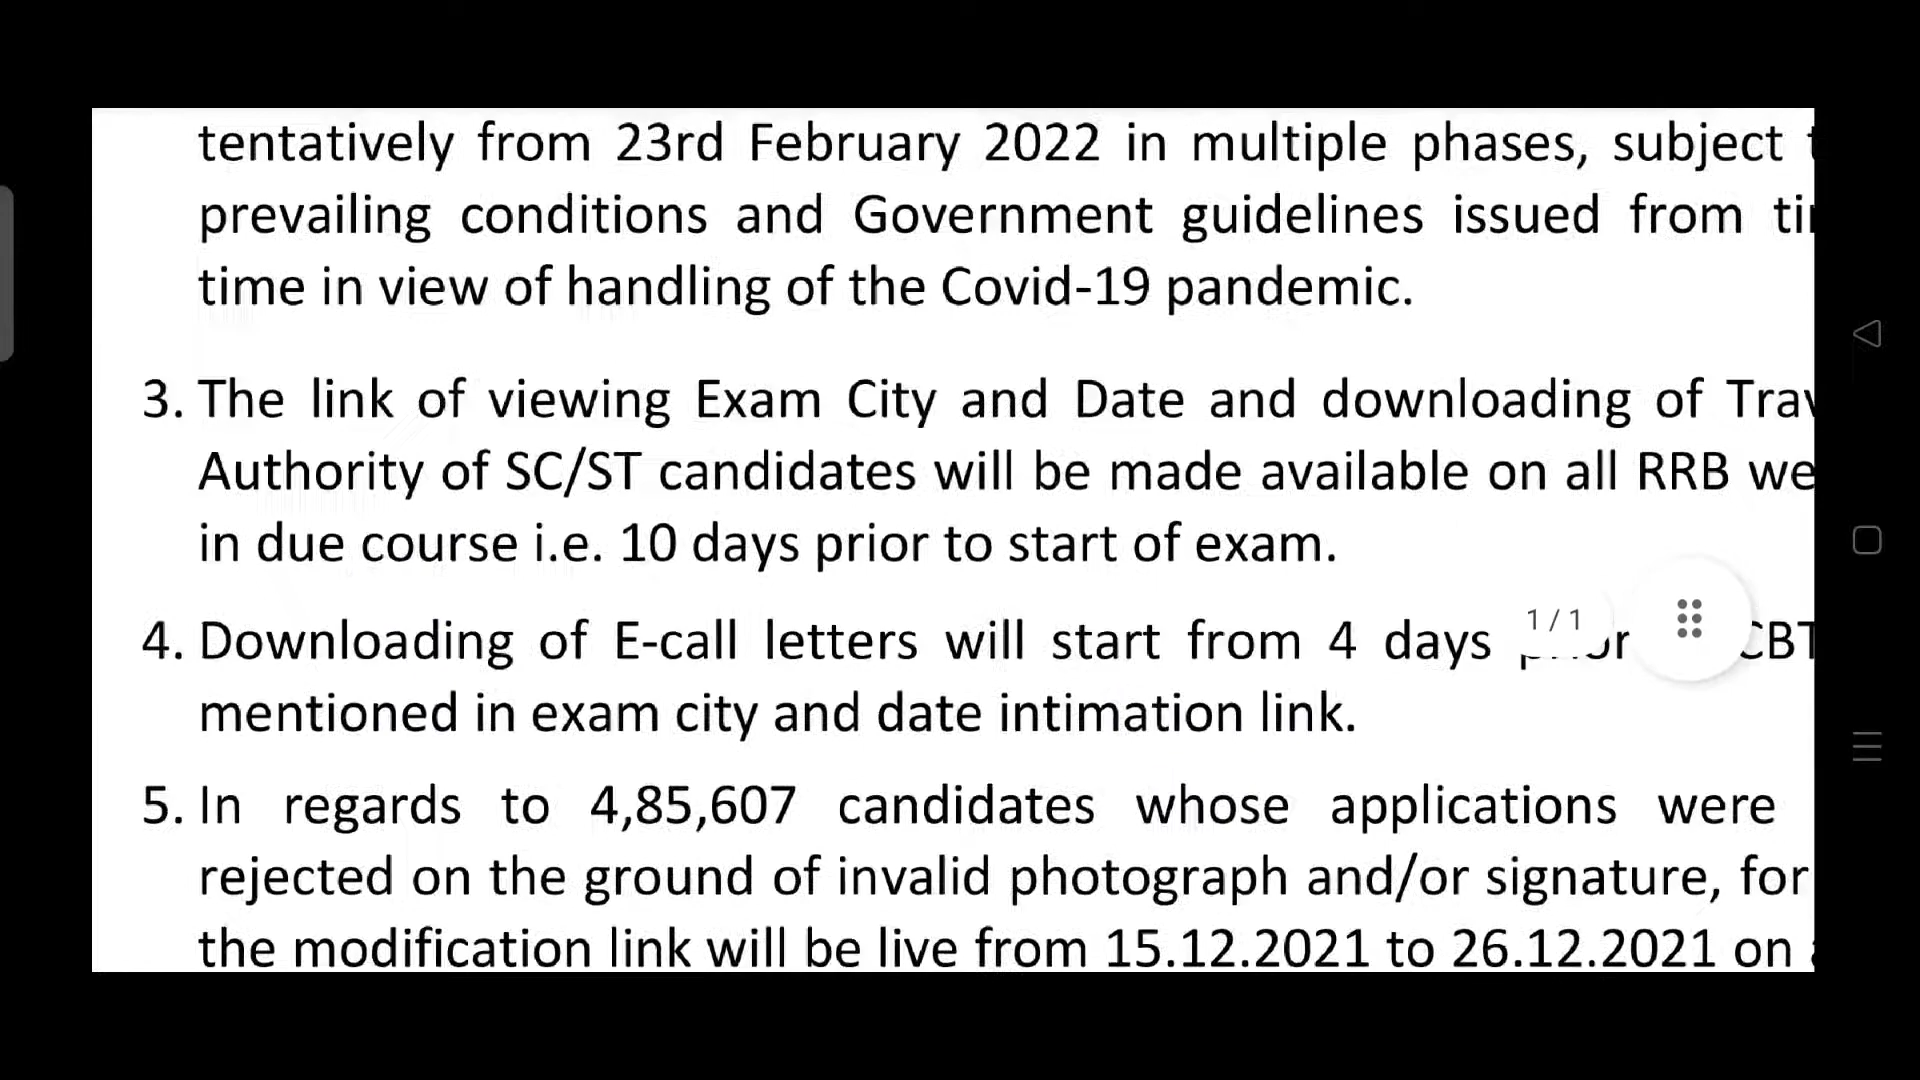 tentatively from 23rd February 2022 in multiple phases, subject
prevailing conditions and Government guidelines issued from
time in view of handling of the Covid-19 pandemic.
3. The link of viewing Exam City and Date and downloading of
Authority of SC/ST candidates will be made available on all RRB
in due course i.e. 10 days prior to start of exam.
4. Downloading of E-call letters will start from 4 days
1 / 1
mentioned in exam city and date intimation link.
5. In regards to 4,85,607 candidates whose applications were
rejected on the ground of invalid photograph and/or signature, for
the modification link will be live from 15.12.2021 to 26.12.2021 on